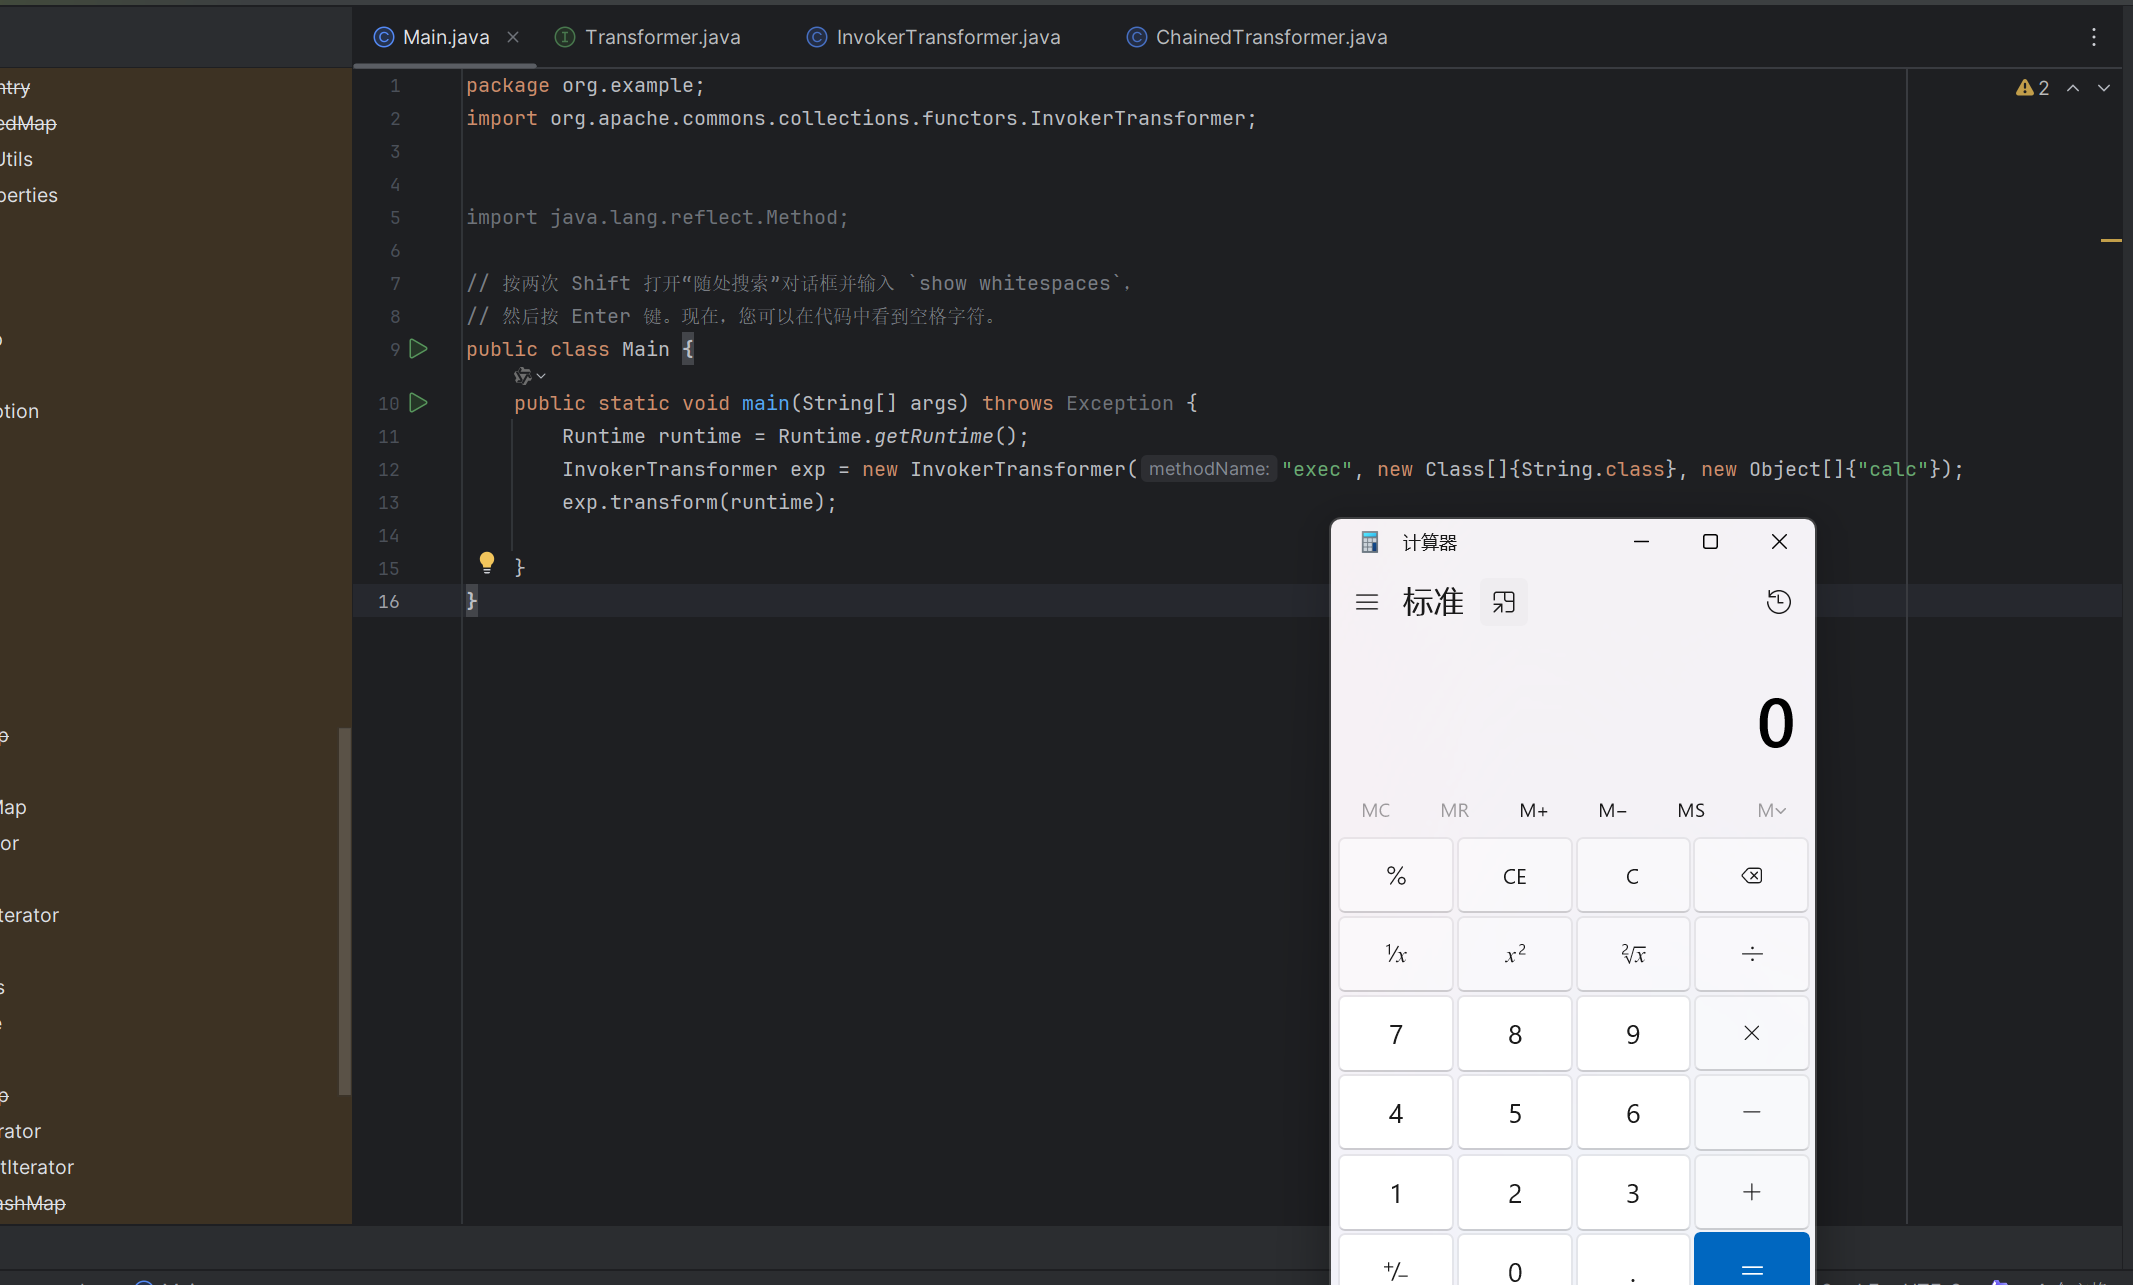 Main.java
Transformer.java
InvokerTransformer.java
ChainedTransformer.java
ntry
edMap
Utils
perties
ption
Map
or
terator
rator
tIterator
ashMap
2
1 package org.example;
2 import org.apache.commons.collections.functors.InvokerTransformer;
3
4
5 import java.lang.reflect.Method;
6
7 // 按两次 Shift 打开“随处搜索”对话框并输入 `show whitespaces`，
8 // 然后按 Enter 键。现在，您可以在代码中看到空格字符。
9 public class Main {
10 public static void main(String[] args) throws Exception {
11 Runtime runtime = Runtime.getRuntime();
12 InvokerTransformer exp = new InvokerTransformer( methodName: "exec", new Class[]{String.class}, new Object[]{"calc"});
13 exp.transform(runtime);
14
15 }
16 }
计算器
标准
0
MC MR M+ M− MS M
% CE C
¹/x x² ²√x ÷
7 8 9 ×
4 5 6 −
1 2 3 +
+/− 0 . =